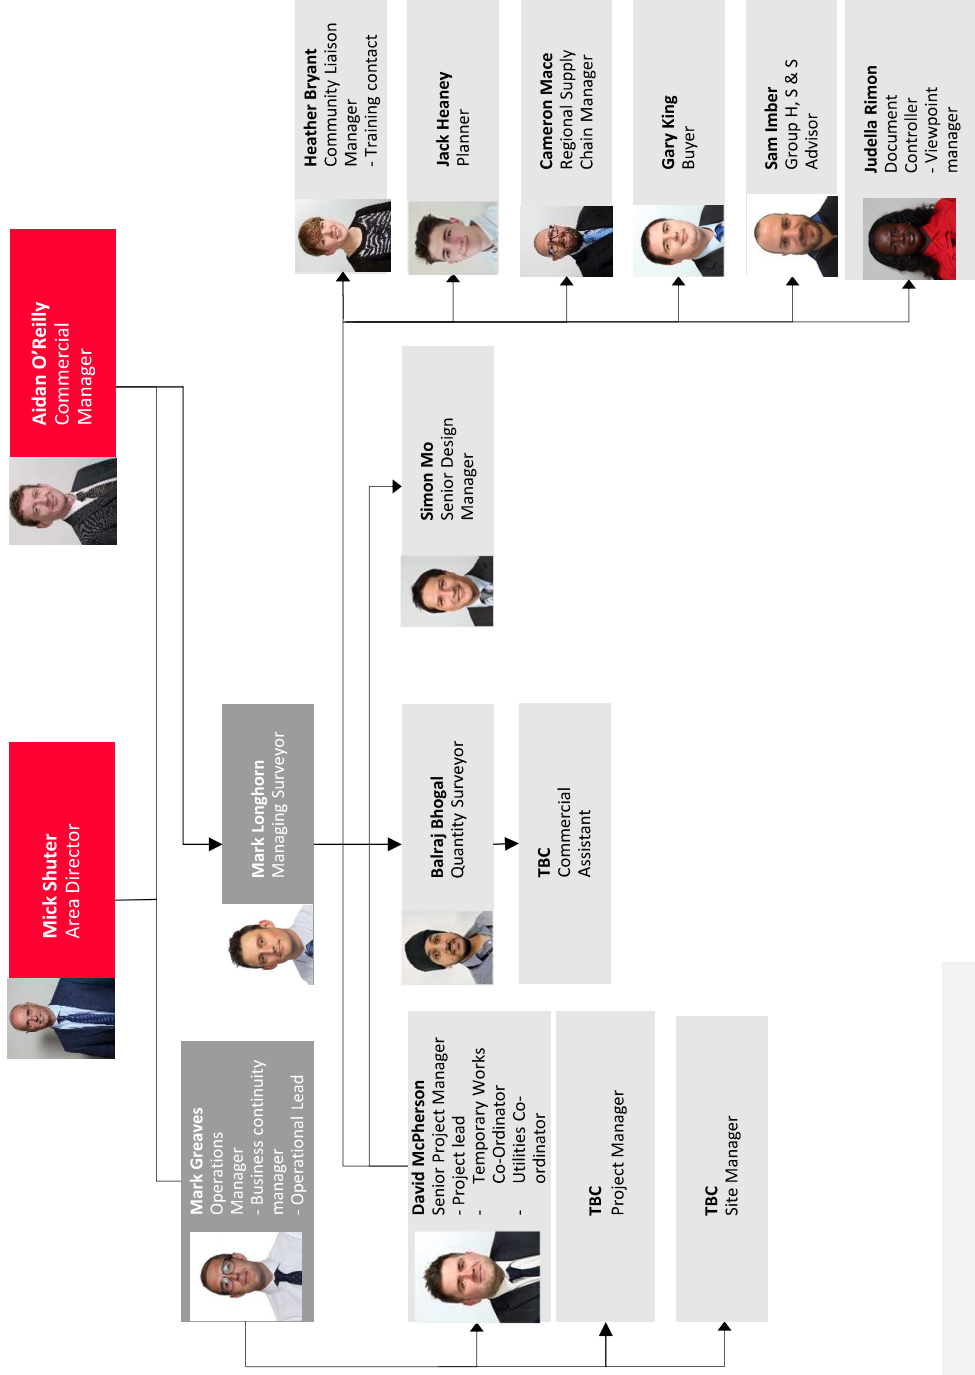 Mick Shuter
Area Director
Aidan O’Reilly
Commercial
Manager
Mark Greaves
Operations
Manager
- Business continuity
manager
- Operational Lead
Mark Longhorn
Managing Surveyor
David McPherson
Senior Project Manager
- Project lead
- Temporary Works
Co-Ordinator
- Utilities Co-
ordinator
TBC
Project Manager
TBC
Site Manager
Balraj Bhogal
Quantity Surveyor
TBC
Commercial
Assistant
Simon Mo
Senior Design
Manager
Heather Bryant
Community Liaison
Manager
- Training contact
Jack Heaney
Planner
Cameron Mace
Regional Supply
Chain Manager
Gary King
Buyer
Sam Imber
Group H, S & S
Advisor
Judella Rimon
Document
Controller
- Viewpoint
manager